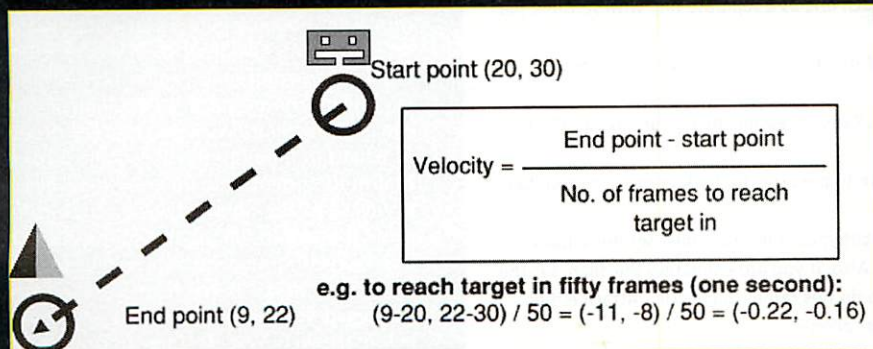 Start point (20, 30)
Velocity =
End point - start point
No. of frames to reach
target in
e.g. to reach target in fifty frames (one second):
End point (9, 22)
(9-20, 22-30) / 50 = (-11, -8) / 50 = (-0.22, -0.16)